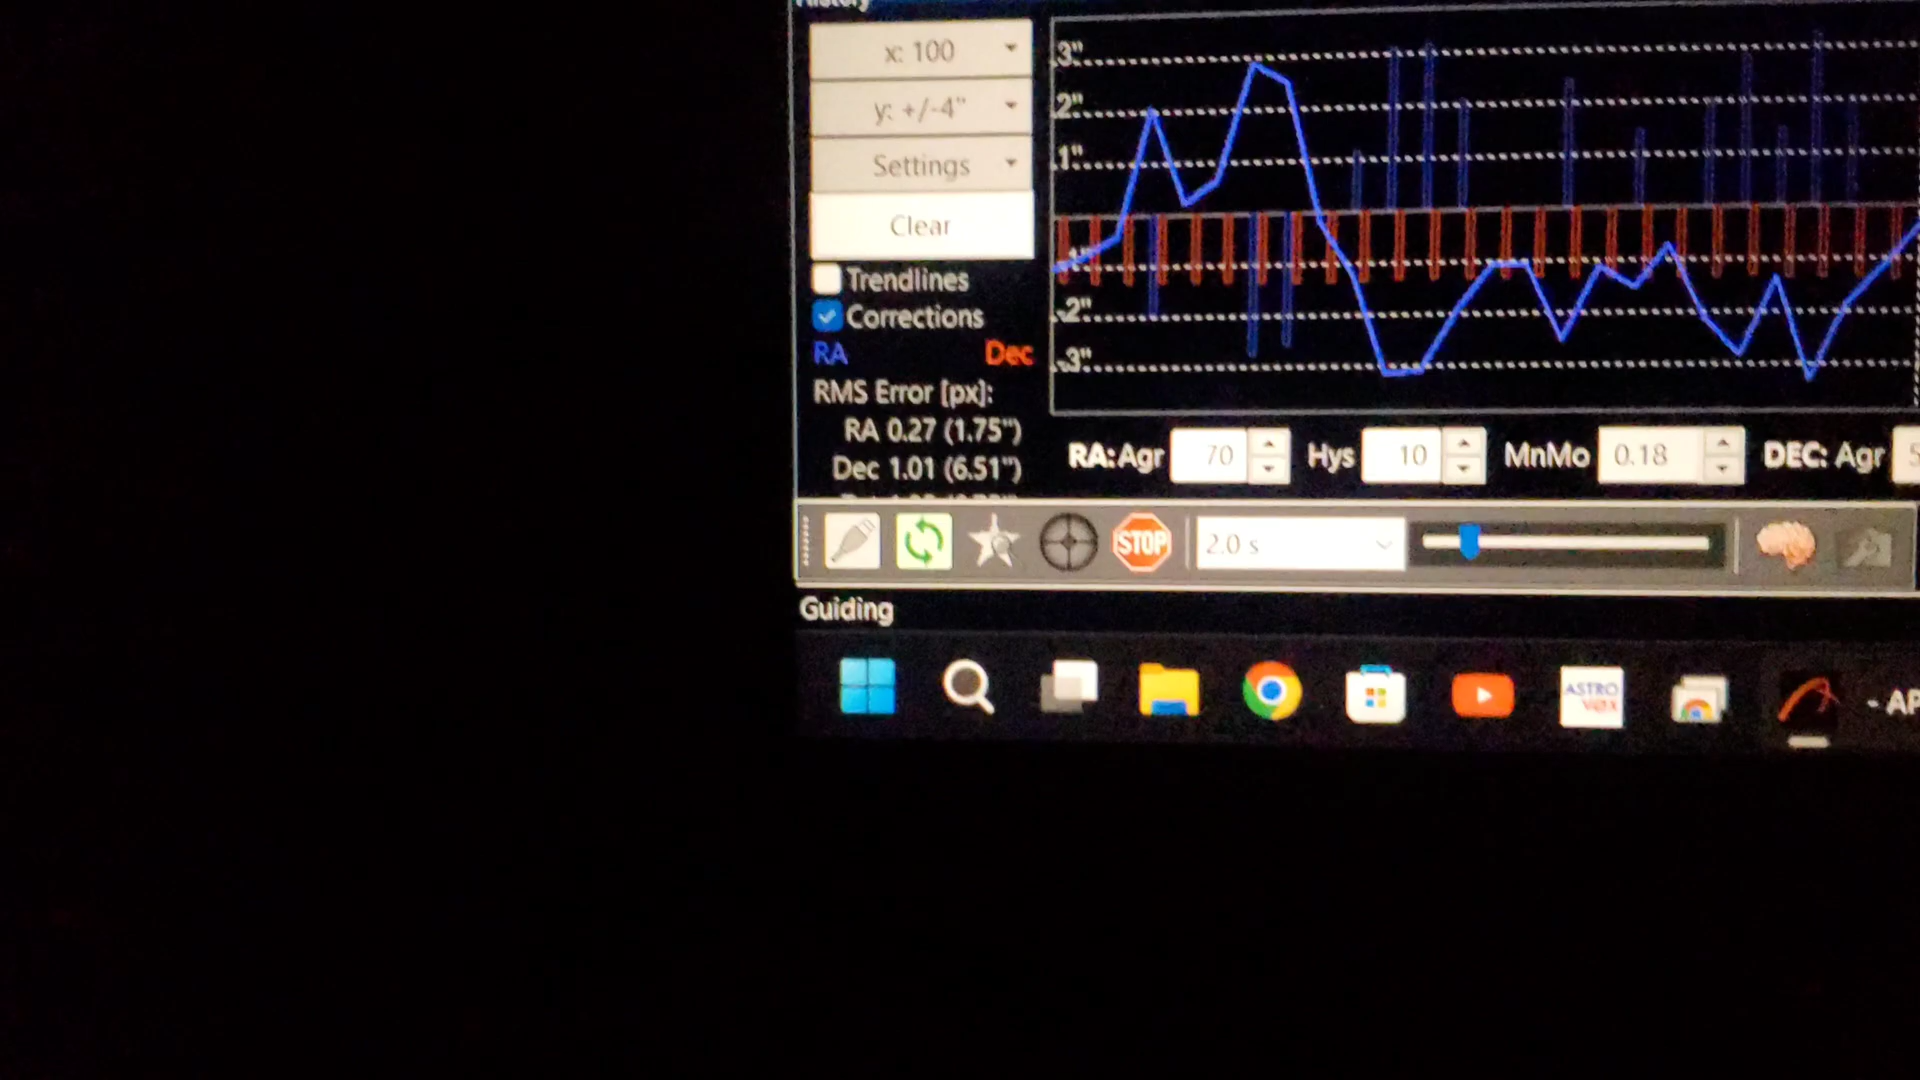 History
x: 100
y: +/-4"
Settings
Clear
Trendlines
Corrections
RA Dec
RMS Error [px]:
RA 0.27 (1.75")
Dec 1.01 (6.51")
3"
2"
1"
-2"
-3"
RA: Agr 70 Hys 10 MnMo 0.18 DEC: Agr
STOP 2.0 s
Guiding
ASTRO
- AP